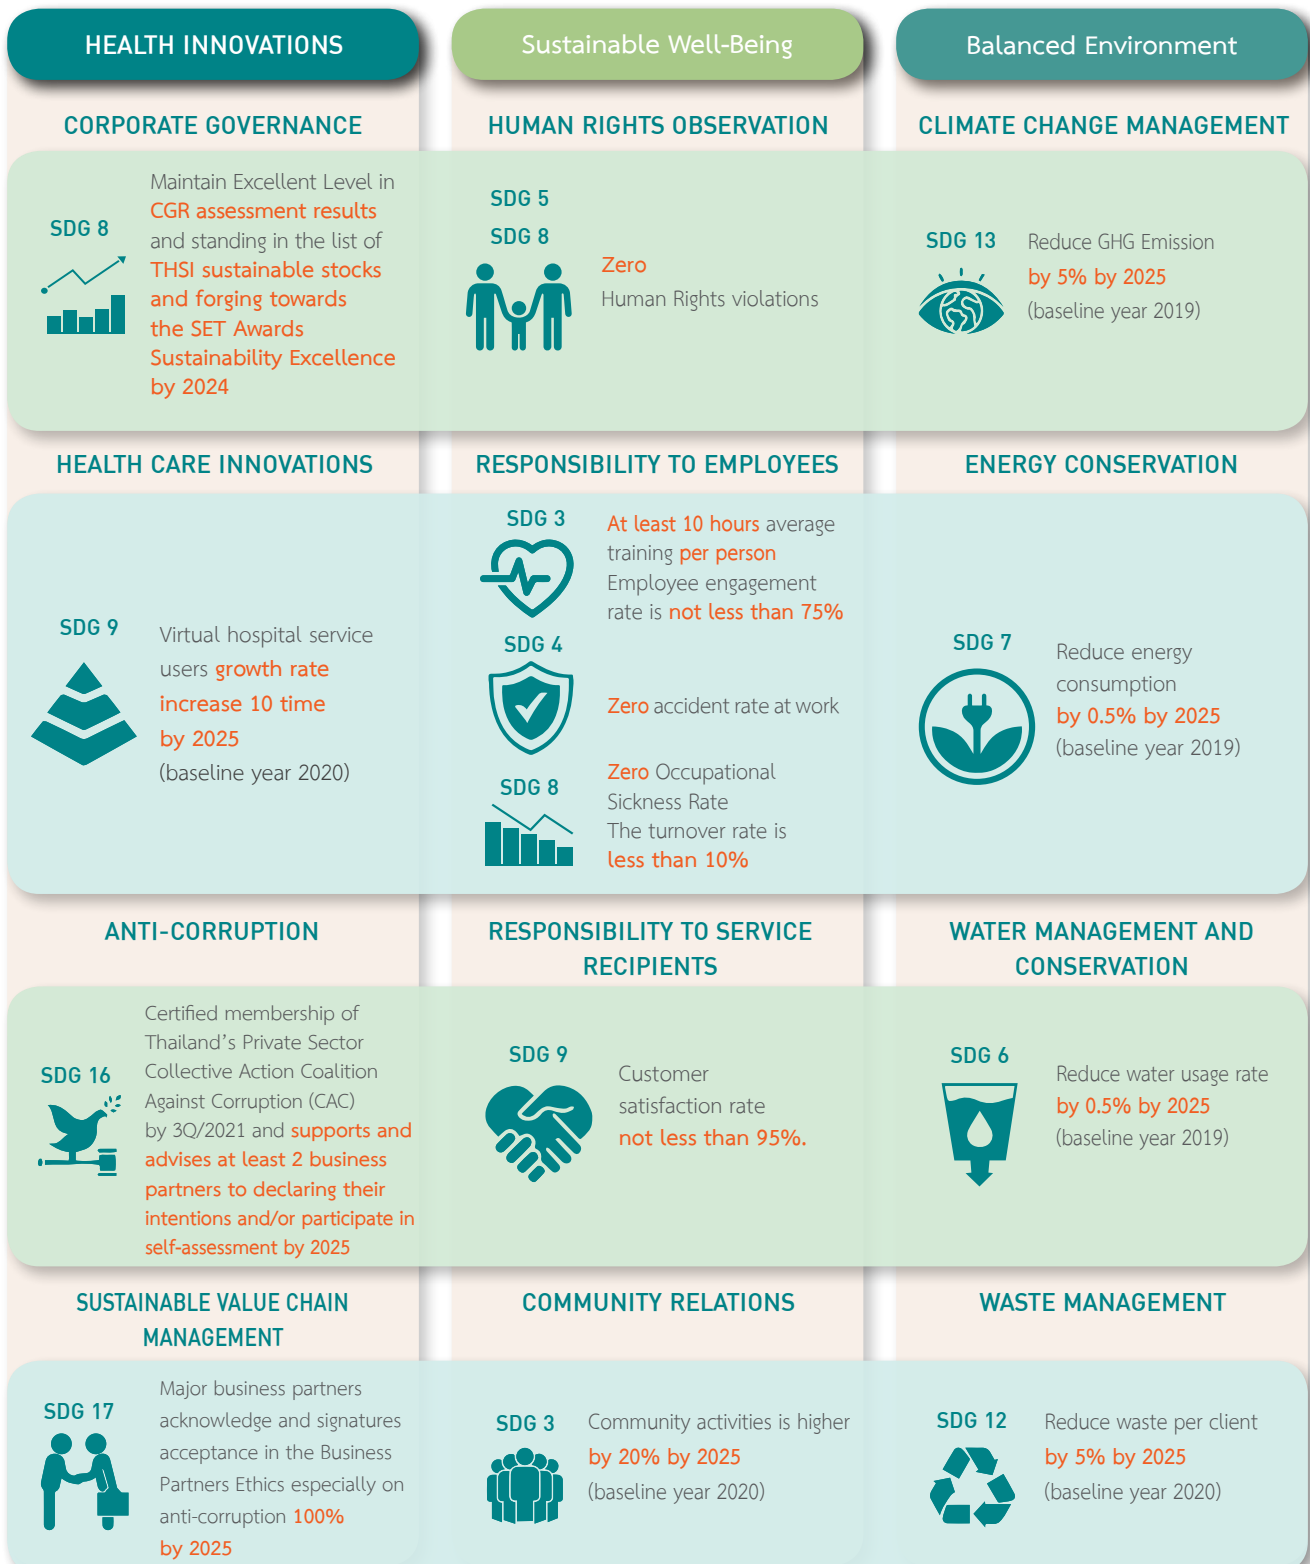 HEALTH INNOVATIONS
Sustainable Well-Being
Balanced Environment
CORPORATE GOVERNANCE
HUMAN RIGHTS OBSERVATION
CLIMATE CHANGE MANAGEMENT
SDG 8
Maintain Excellent Level in
CGR assessment results
and standing in the list of
THSI sustainable stocks
and forging towards
the SET Awards
Sustainability Excellence
by 2024
SDG 5
SDG 8
Zero
Human Rights violations
SDG 13
Reduce GHG Emission
by 5% by 2025
(baseline year 2019)
HEALTH CARE INNOVATIONS
RESPONSIBILITY TO EMPLOYEES
ENERGY CONSERVATION
SDG 9
Virtual hospital service
users growth rate
increase 10 time
by 2025
(baseline year 2020)
SDG 3
At least 10 hours average
training per person
Employee engagement
rate is not less than 75%
SDG 4
Zero accident rate at work
SDG 8
Zero Occupational
Sickness Rate
The turnover rate is
less than 10%
SDG 7
Reduce energy
consumption
by 0.5% by 2025
(baseline year 2019)
ANTI-CORRUPTION
RESPONSIBILITY TO SERVICE
RECIPIENTS
WATER MANAGEMENT AND
CONSERVATION
SDG 16
Certified membership of
Thailand's Private Sector
Collective Action Coalition
Against Corruption (CAC)
by 3Q/2021 and supports and
advises at least 2 business
partners to declaring their
intentions and/or participate in
self-assessment by 2025
SDG 9
Customer
satisfaction rate
not less than 95%.
SDG 6
Reduce water usage rate
by 0.5% by 2025
(baseline year 2019)
SUSTAINABLE VALUE CHAIN
MANAGEMENT
COMMUNITY RELATIONS
WASTE MANAGEMENT
SDG 17
Major business partners
acknowledge and signatures
acceptance in the Business
Partners Ethics especially on
anti-corruption 100%
by 2025
SDG 3
Community activities is higher
by 20% by 2025
(baseline year 2020)
SDG 12
Reduce waste per client
by 5% by 2025
(baseline year 2020)